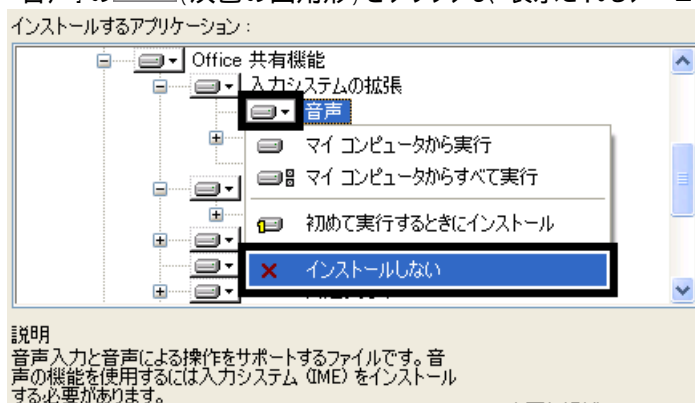 インストールするアプリケーション：
Office 共有機能
入力システムの拡張
音声
マイ コンピュータから実行
マイ コンピュータからすべて実行
初めて実行するときにインストール
インストールしない
説明
音声入力と音声による操作をサポートするファイルです。音
声の機能を使用するには入力システム (IME) をインストール
する必要があります。